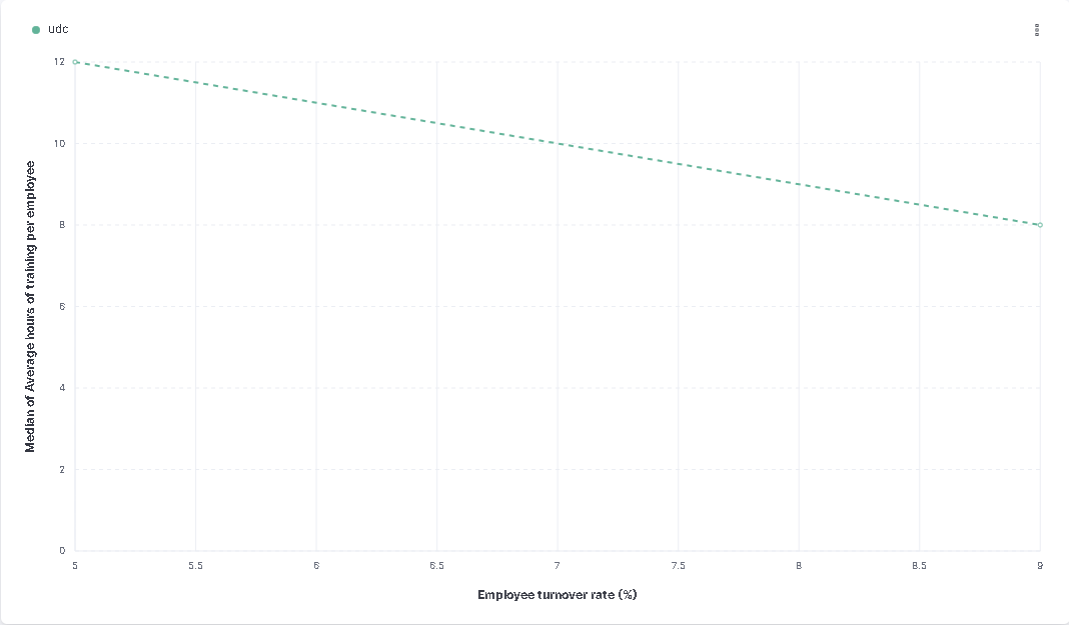 udc
12
10
8
6
4
2
0
Median of Average hours of training per employee
5 5.5 6 6.5 7 7.5 8 8.5 9
Employee turnover rate (%)